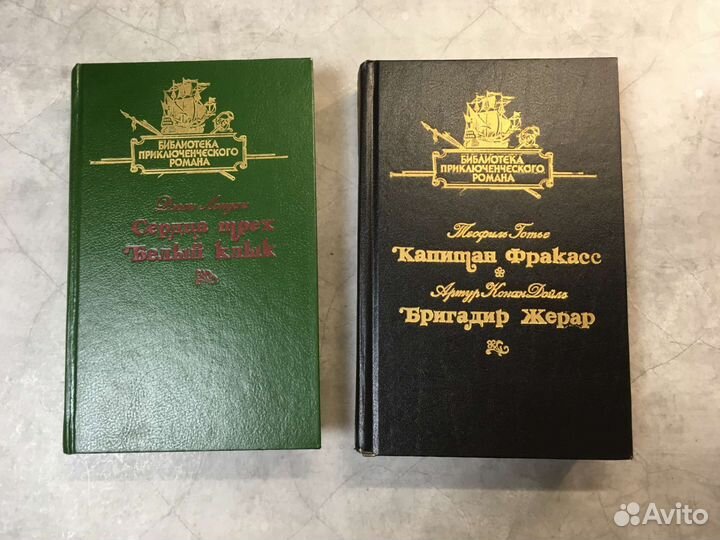 БИБЛИОТЕКА
ПРИКЛЮЧЕНЧЕСКОГО
РОМАНА
Джек Лондон
Сердца трех
Белый клык
БИБЛИОТЕКА
ПРИКЛЮЧЕНЧЕСКОГО
РОМАНА
Теофиль Готье
Капитан Фракасс
Артур Конан Дойль
Бригадир Жерар
Avito